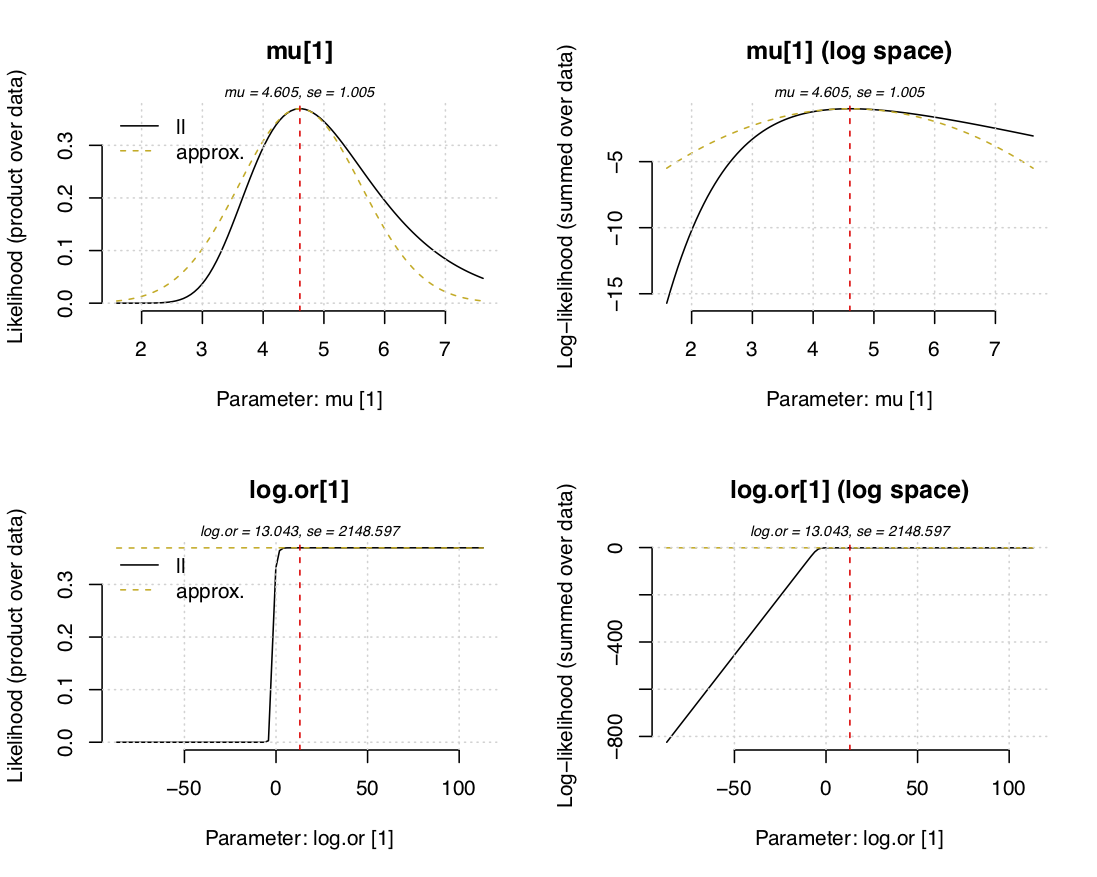 mu[1]
mu = 4.605, se = 1.005
Likelihood (product over data)
ll
approx.
0.0 0.1 0.2 0.3
2 3 4 5 6 7
Parameter: mu [1]
mu[1] (log space)
mu = 4.605, se = 1.005
Log−likelihood (summed over data)
−15 −10 −5
2 3 4 5 6 7
Parameter: mu [1]
log.or[1]
log.or = 13.043, se = 2148.597
Likelihood (product over data)
ll
approx.
0.0 0.1 0.2 0.3
−50 0 50 100
Parameter: log.or [1]
log.or[1] (log space)
log.or = 13.043, se = 2148.597
Log−likelihood (summed over data)
−800 −400 0
−50 0 50 100
Parameter: log.or [1]